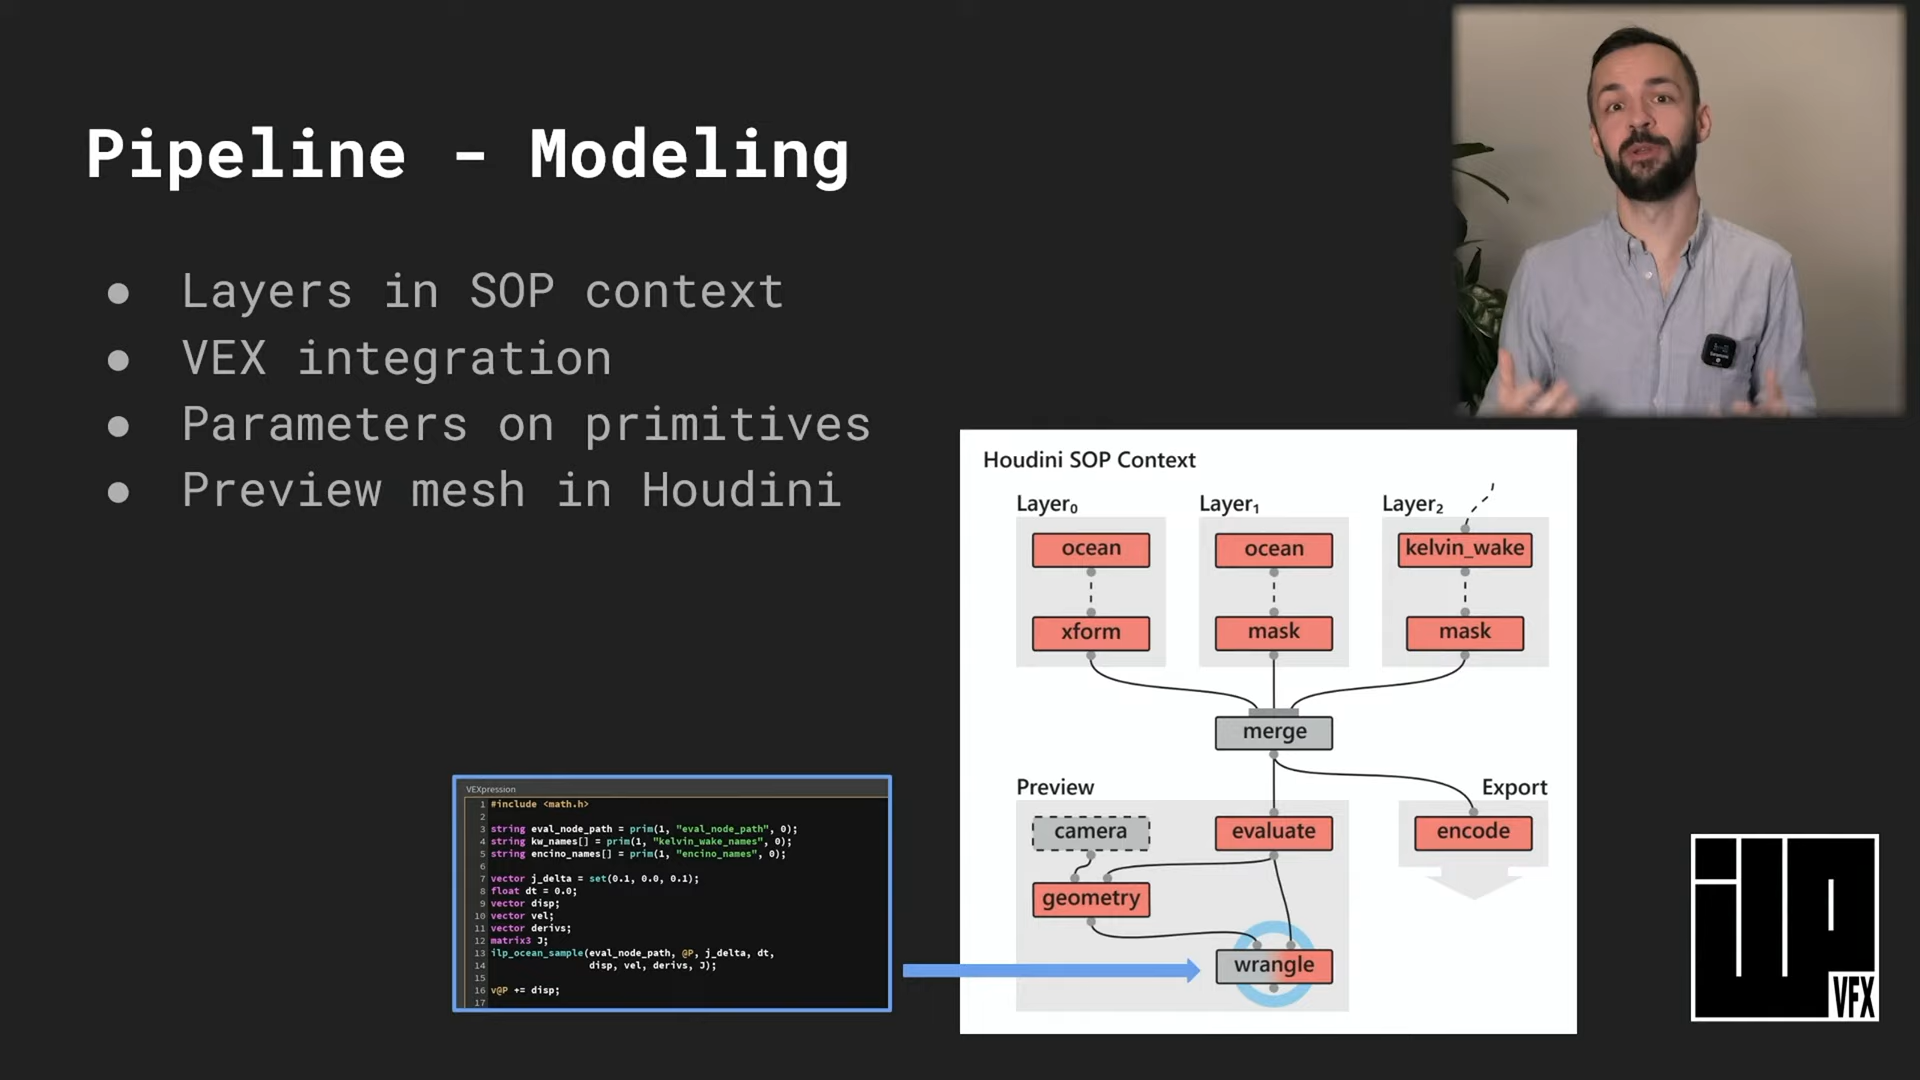 Pipeline - Modeling
● Layers in SOP context
● VEX integration
● Parameters on primitives
● Preview mesh in Houdini
Houdini SOP Context
Layer₀ Layer₁ Layer₂
ocean ocean kelvin_wake
xform mask mask
merge
Preview Export
camera evaluate encode
geometry
wrangle
VEXpression
1 #include <math.h>
2
3 string eval_node_path = prim(1, "eval_node_path", 0);
4 string kw_names[] = prim(1, "kelvin_wake_names", 0);
5 string encino_names[] = prim(1, "encino_names", 0);
6
7 vector j_delta = set(0.1, 0.0, 0.1);
8 float dt = 0.0;
9 vector disp;
10 vector vel;
11 vector derivs;
12 matrix3 J;
13 ilp_ocean_sample(eval_node_path, @P, j_delta, dt,
14 disp, vel, derivs, J);
15
16 v@P += disp;
17
ilp
VFX